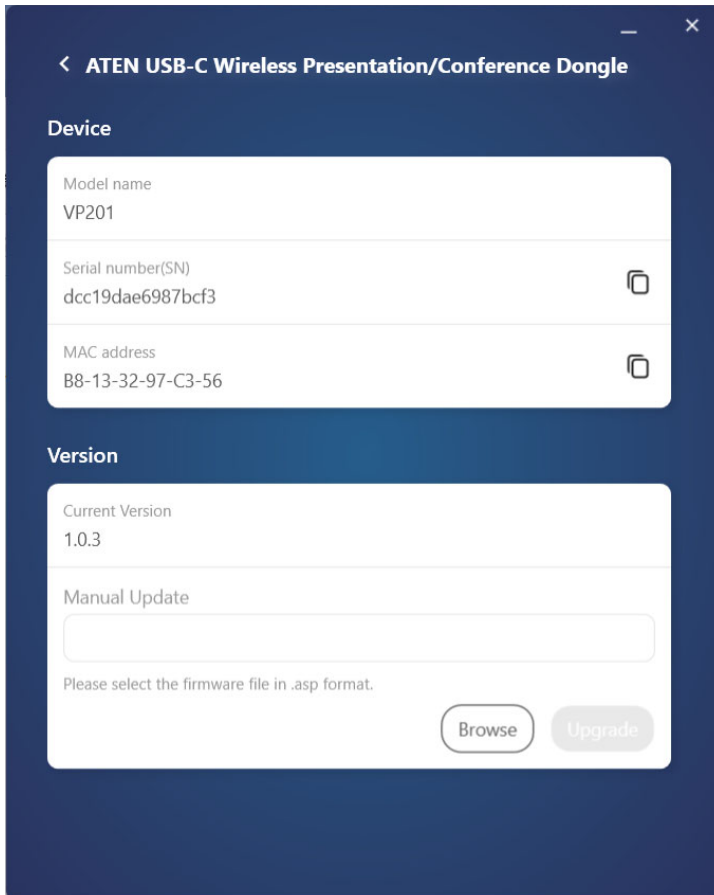 ATEN USB-C Wireless Presentation/Conference Dongle
Device
Model name
VP201
Serial number(SN)
dcc19dae6987bcf3
MAC address
B8-13-32-97-C3-56
Version
Current Version
1.0.3
Manual Update
Please select the firmware file in .asp format.
Browse
Upgrade